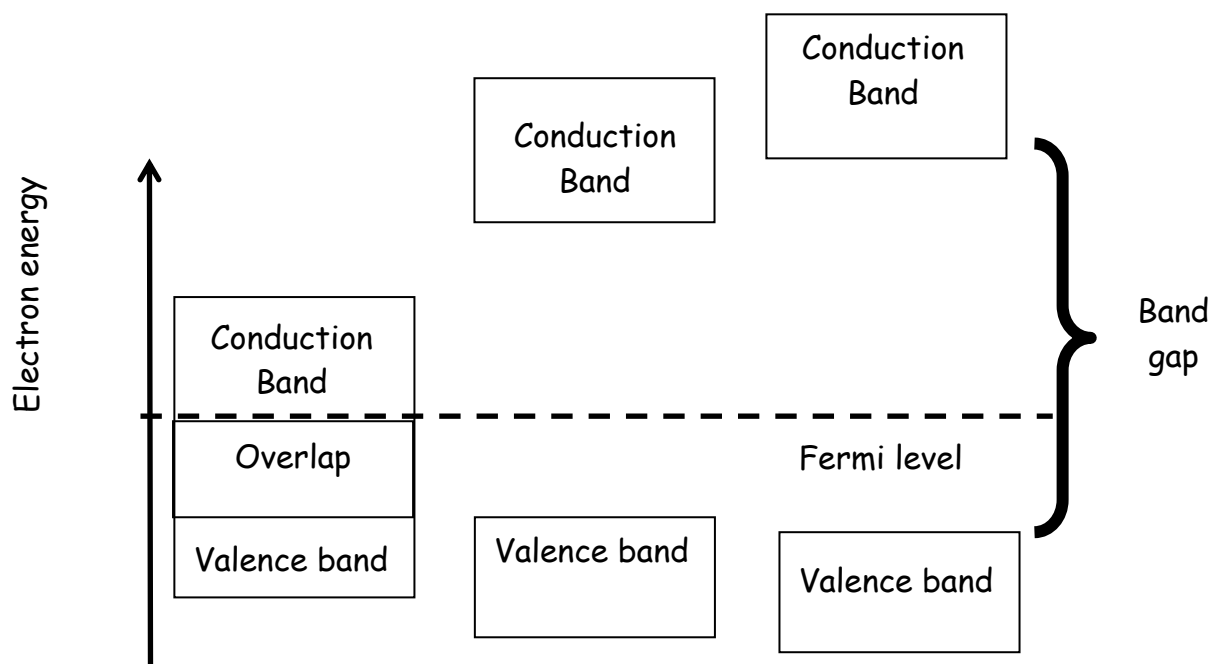 Conduction
Band
Conduction
Band
Electron energy
Conduction
Band
Band
gap
Overlap
Fermi level
Valence band
Valence band
Valence band